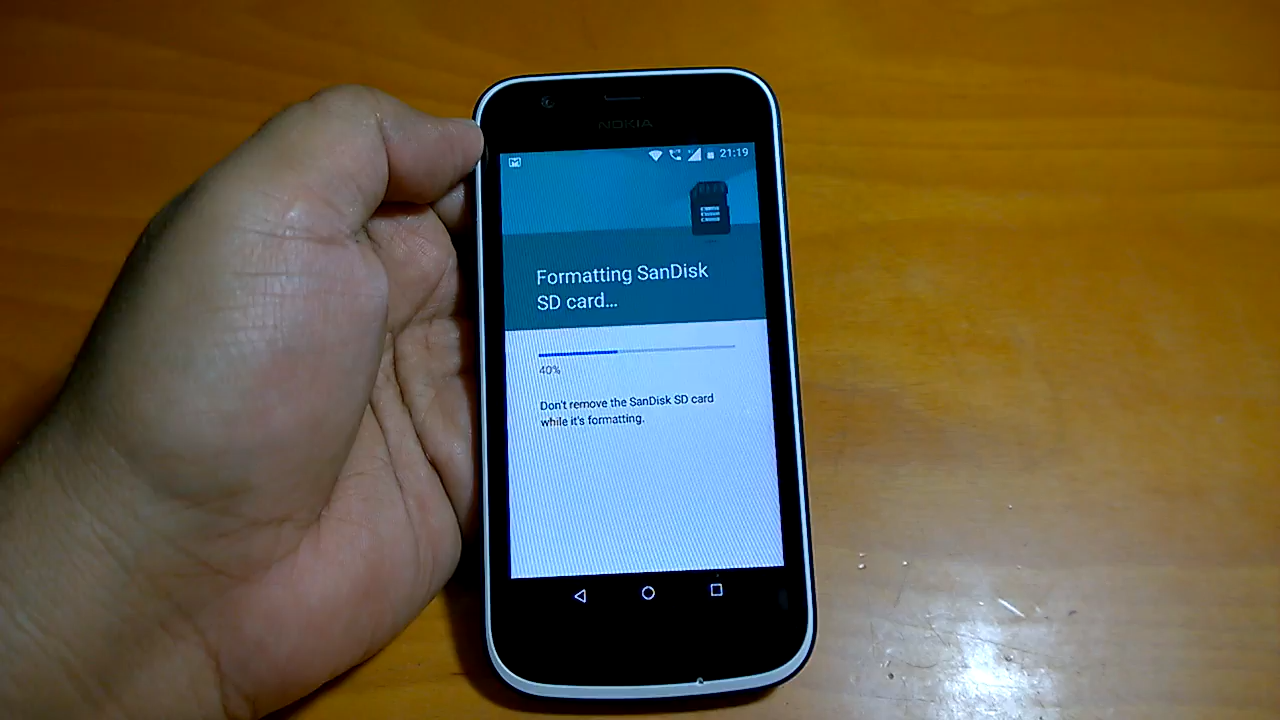 NOKIA
21:19
Formatting SanDisk
SD card...
40%
Don't remove the SanDisk SD card
while it's formatting.